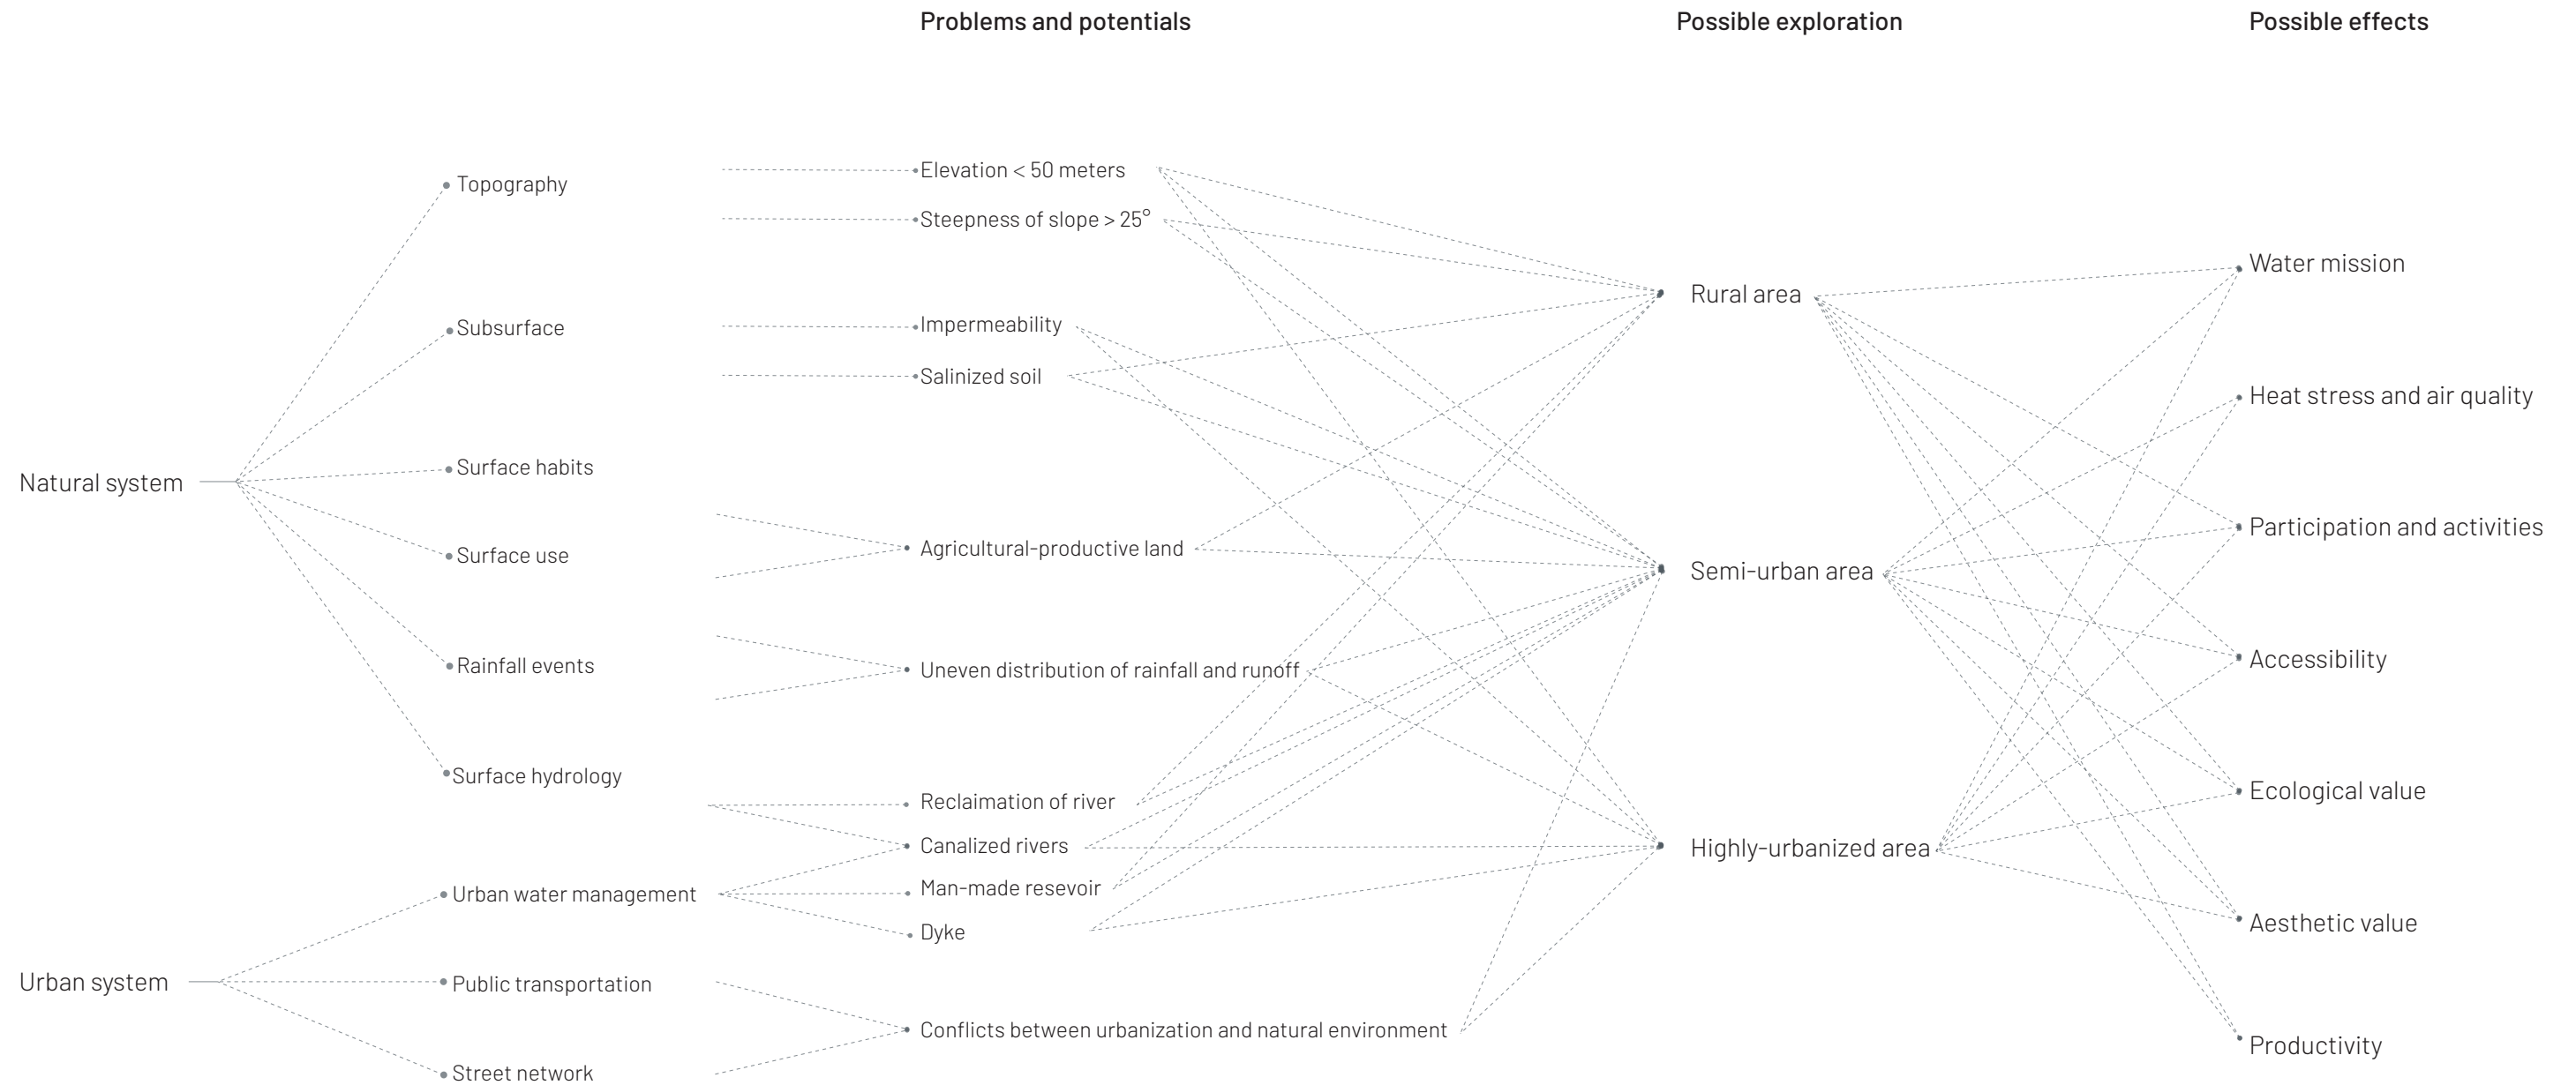 Problems and potentials
Possible exploration
Possible effects
Natural system
Urban system
Topography
Subsurface
Surface habits
Surface use
Rainfall events
Surface hydrology
Urban water management
Public transportation
Street network
Elevation < 50 meters
Steepness of slope > 25°
Impermeability
Salinized soil
Agricultural-productive land
Uneven distribution of rainfall and runoff
Reclaimation of river
Canalized rivers
Man-made resevoir
Dyke
Conflicts between urbanization and natural environment
Rural area
Semi-urban area
Highly-urbanized area
Water mission
Heat stress and air quality
Participation and activities
Accessibility
Ecological value
Aesthetic value
Productivity